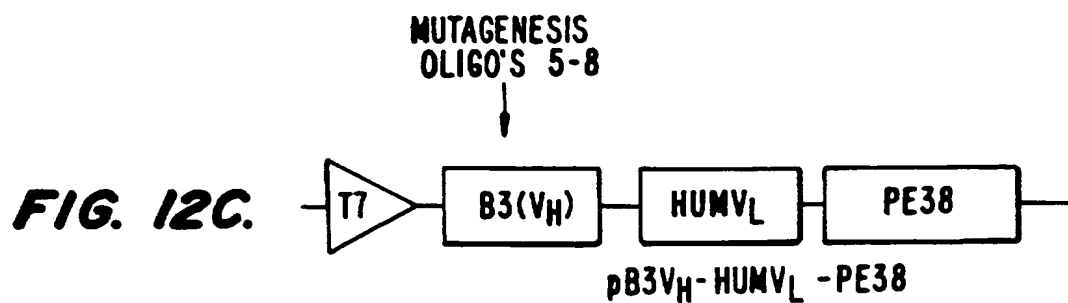 MUTAGENESIS
OLIGO'S 5-8
FIG. 12C.
T7
B3(VH)
HUMVL
PE38
pB3VH-HUMVL-PE38